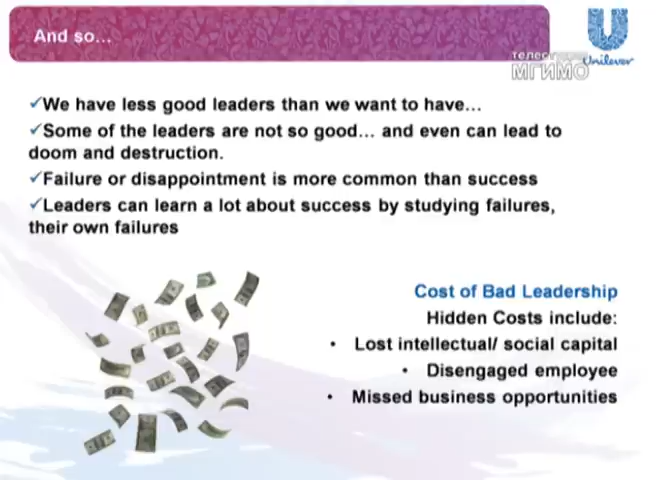 And so...
Unilever
МГИМО
✓We have less good leaders than we want to have...
✓Some of the leaders are not so good... and even can lead to
doom and destruction.
✓Failure or disappointment is more common than success
✓Leaders can learn a lot about success by studying failures,
their own failures
Cost of Bad Leadership
Hidden Costs include:
• Lost intellectual/ social capital
• Disengaged employee
• Missed business opportunities